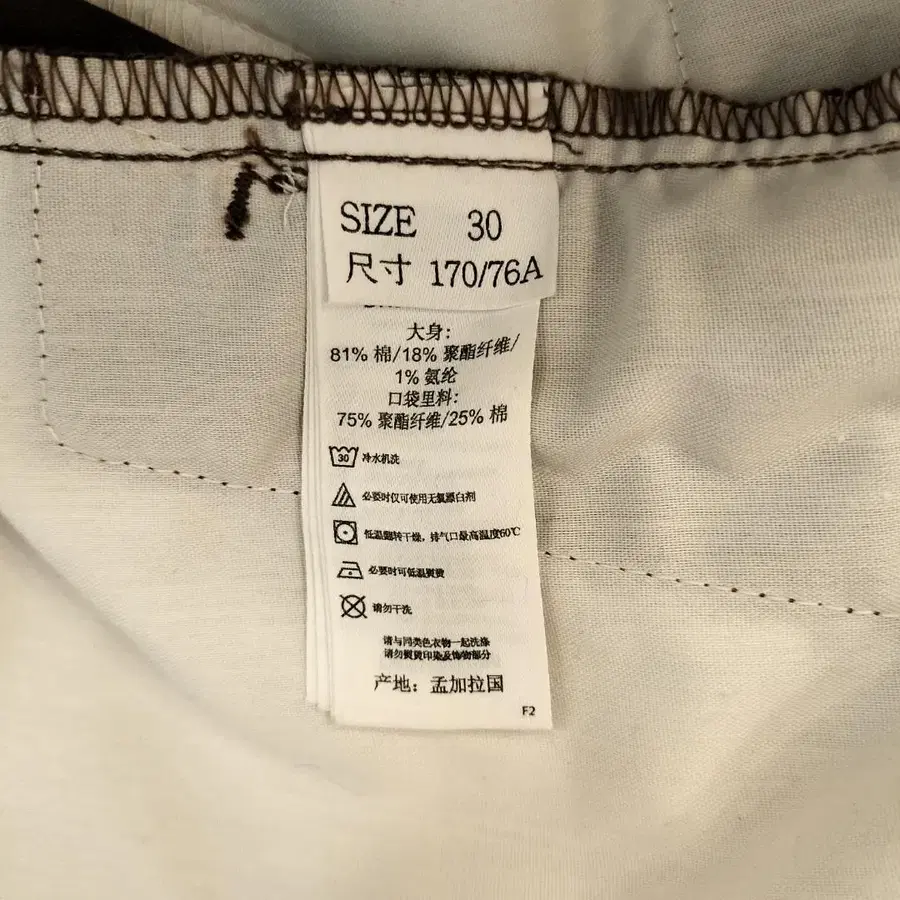 SIZE 30
尺寸 170/76A
大身:
81% 棉/18% 聚酯纤维/
1% 氨纶
口袋里料:
75% 聚酯纤维/25% 棉
30 冷水机洗
必要时仅可使用无氯漂白剂
低温翻转干燥，排气口最高温度60℃
必要时可低温熨烫
请勿干洗
请与同类色衣物一起洗涤
请勿熨烫印染及饰物部分
产地：孟加拉国
F2